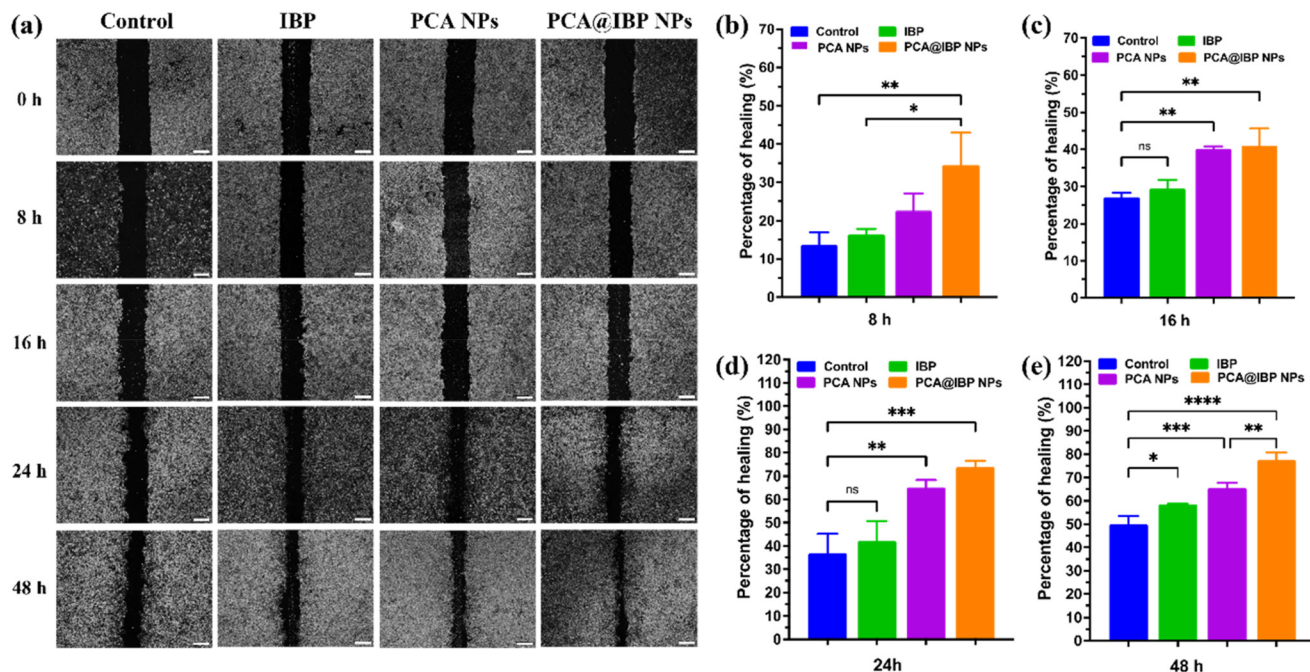 (a) Control IBP PCA NPs PCA@IBP NPs
0 h
8 h
16 h
24 h
48 h
(b)
Control IBP
PCA NPs PCA@IBP NPs
Percentage of healing (%)
70
60
50
40
30
20
10
0
**
*
8 h
(c)
Control IBP
PCA NPs PCA@IBP NPs
Percentage of healing (%)
70
60
50
40
30
20
10
0
**
**
ns
16 h
(d)
Control IBP
PCA NPs PCA@IBP NPs
Percentage of healing (%)
120
110
100
90
80
70
60
50
40
30
20
10
0
***
**
ns
24h
(e)
Control IBP
PCA NPs PCA@IBP NPs
Percentage of healing (%)
120
110
100
90
80
70
60
50
40
30
20
10
0
****
*** **
*
48 h